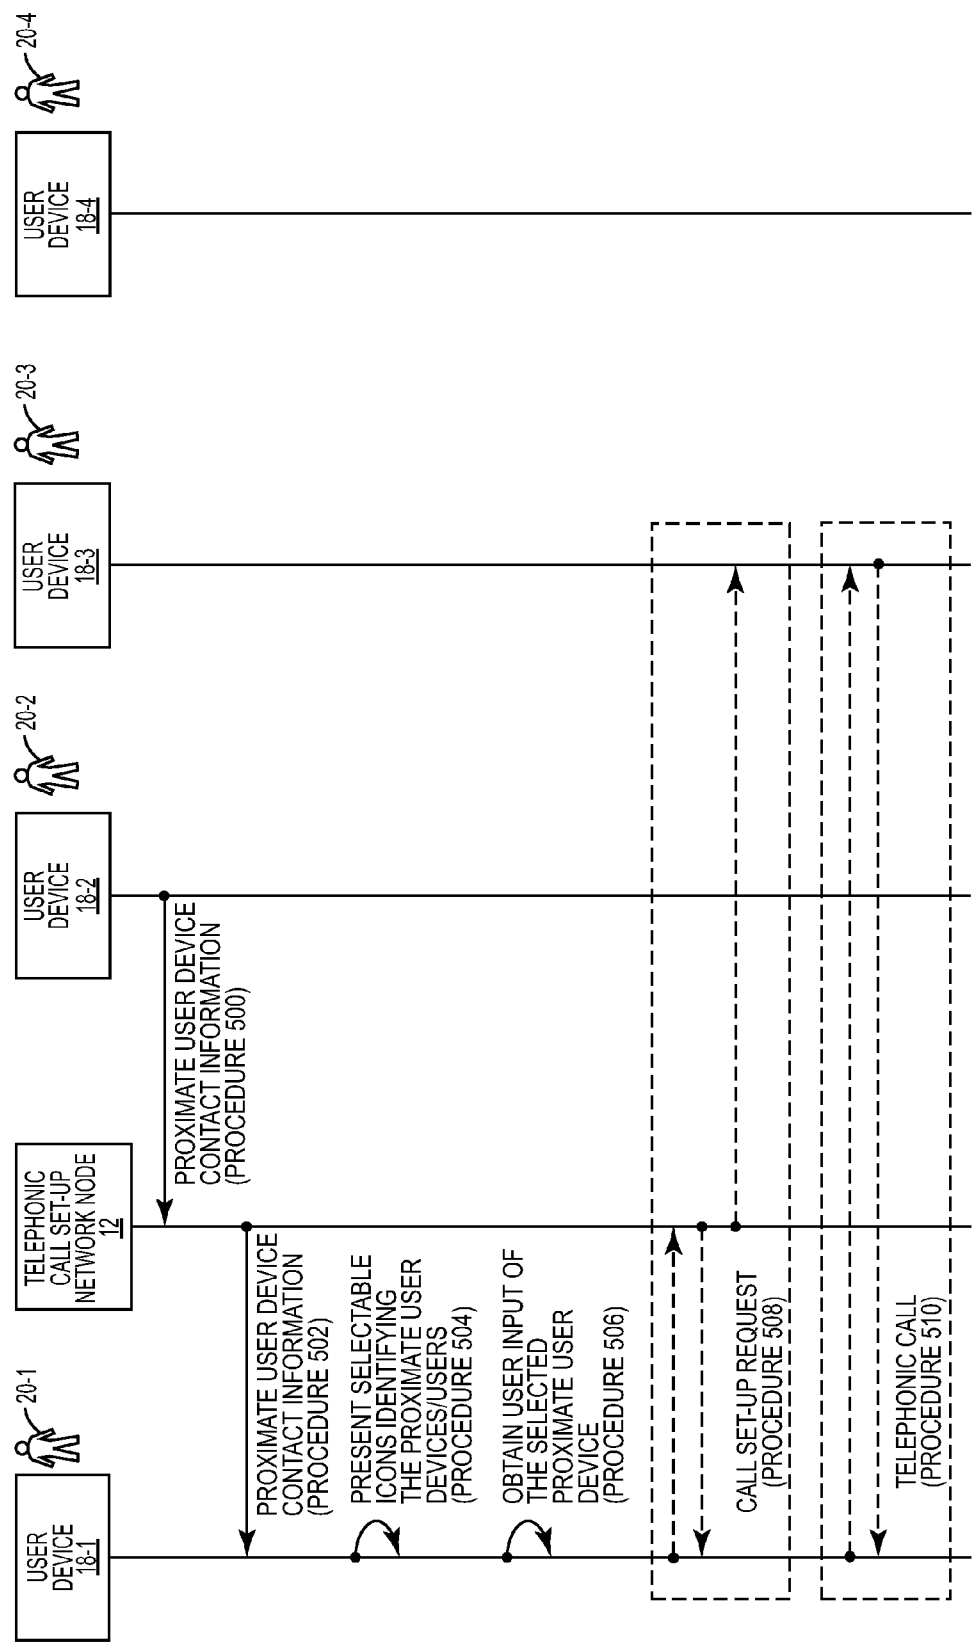 20-1
USER
DEVICE
18-1
TELEPHONIC
CALL SET-UP
NETWORK NODE
12
20-2
USER
DEVICE
18-2
20-3
USER
DEVICE
18-3
20-4
USER
DEVICE
18-4
PROXIMATE USER DEVICE
CONTACT INFORMATION
(PROCEDURE 500)
PROXIMATE USER DEVICE
CONTACT INFORMATION
(PROCEDURE 502)
PRESENT SELECTABLE
ICONS IDENTIFYING
THE PROXIMATE USER
DEVICES/USERS
(PROCEDURE 504)
OBTAIN USER INPUT OF
THE SELECTED
PROXIMATE USER
DEVICE
(PROCEDURE 506)
CALL SET-UP REQUEST
(PROCEDURE 508)
TELEPHONIC CALL
(PROCEDURE 510)